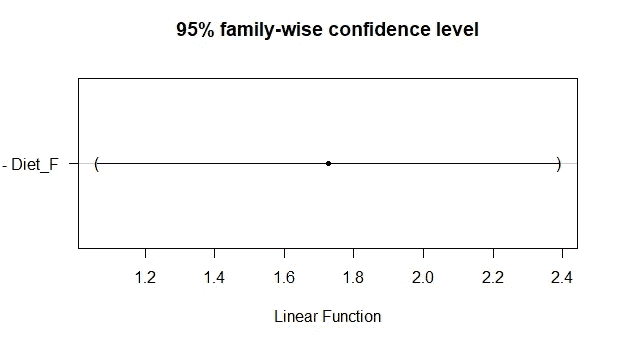 95% family-wise confidence level
- Diet_F
1.2 1.4 1.6 1.8 2.0 2.2 2.4
Linear Function